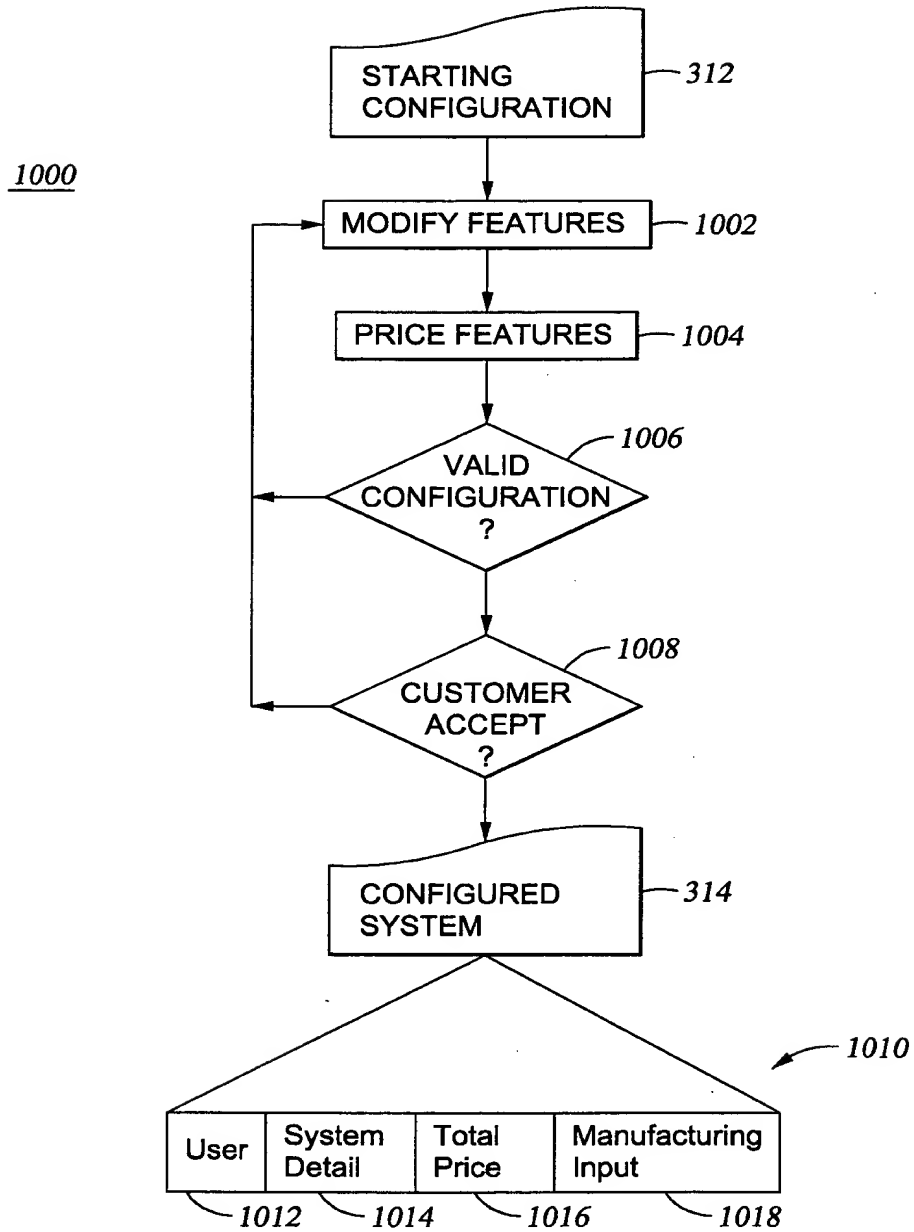 STARTING
CONFIGURATION
312
1000
MODIFY FEATURES
1002
PRICE FEATURES
1004
1006
VALID
CONFIGURATION
?
1008
CUSTOMER
ACCEPT
?
CONFIGURED
SYSTEM
314
1010
User
System
Detail
Total
Price
Manufacturing
Input
1012
1014
1016
1018